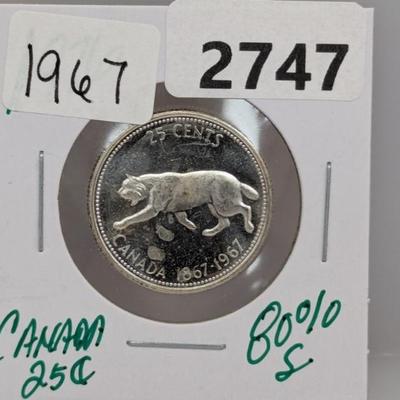 1967
2747
25 CENTS
CANADA 1867-1967
CANADA
25¢
80%
S